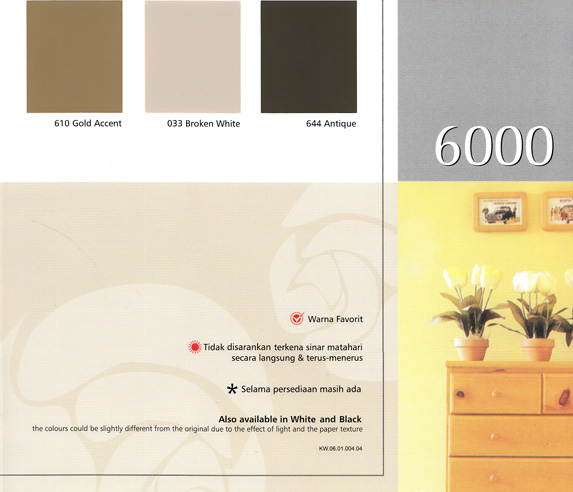 610 Gold Accent
033 Broken White
644 Antique
6000
Warna Favorit
Tidak disarankan terkena sinar matahari
secara langsung & terus-menerus
Selama persediaan masih ada
Also available in White and Black
the colours could be slightly different from the original due to the effect of light and the paper texture
KW.06.01.004.04